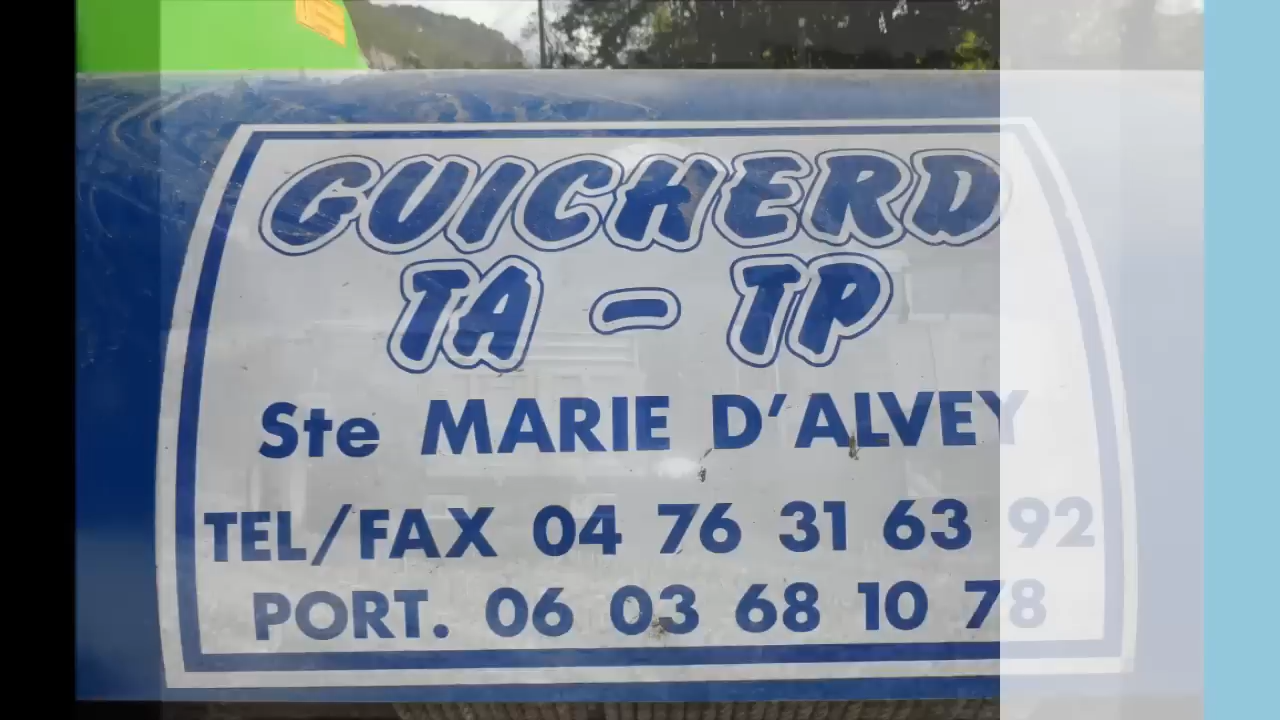 GUICHERD
TA - TP
Ste MARIE D'ALVEY
TEL/FAX 04 76 31 63 92
PORT. 06 03 68 10 78